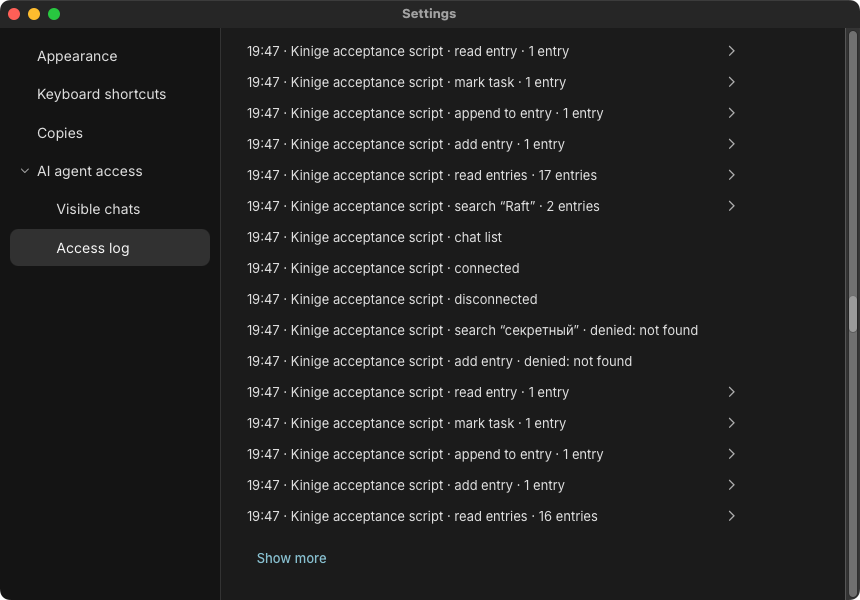 Settings
Appearance
Keyboard shortcuts
Copies
AI agent access
Visible chats
Access log
19:47 · Kinige acceptance script · read entry · 1 entry
19:47 · Kinige acceptance script · mark task · 1 entry
19:47 · Kinige acceptance script · append to entry · 1 entry
19:47 · Kinige acceptance script · add entry · 1 entry
19:47 · Kinige acceptance script · read entries · 17 entries
19:47 · Kinige acceptance script · search “Raft” · 2 entries
19:47 · Kinige acceptance script · chat list
19:47 · Kinige acceptance script · connected
19:47 · Kinige acceptance script · disconnected
19:47 · Kinige acceptance script · search “секретный” · denied: not found
19:47 · Kinige acceptance script · add entry · denied: not found
19:47 · Kinige acceptance script · read entry · 1 entry
19:47 · Kinige acceptance script · mark task · 1 entry
19:47 · Kinige acceptance script · append to entry · 1 entry
19:47 · Kinige acceptance script · add entry · 1 entry
19:47 · Kinige acceptance script · read entries · 16 entries
Show more